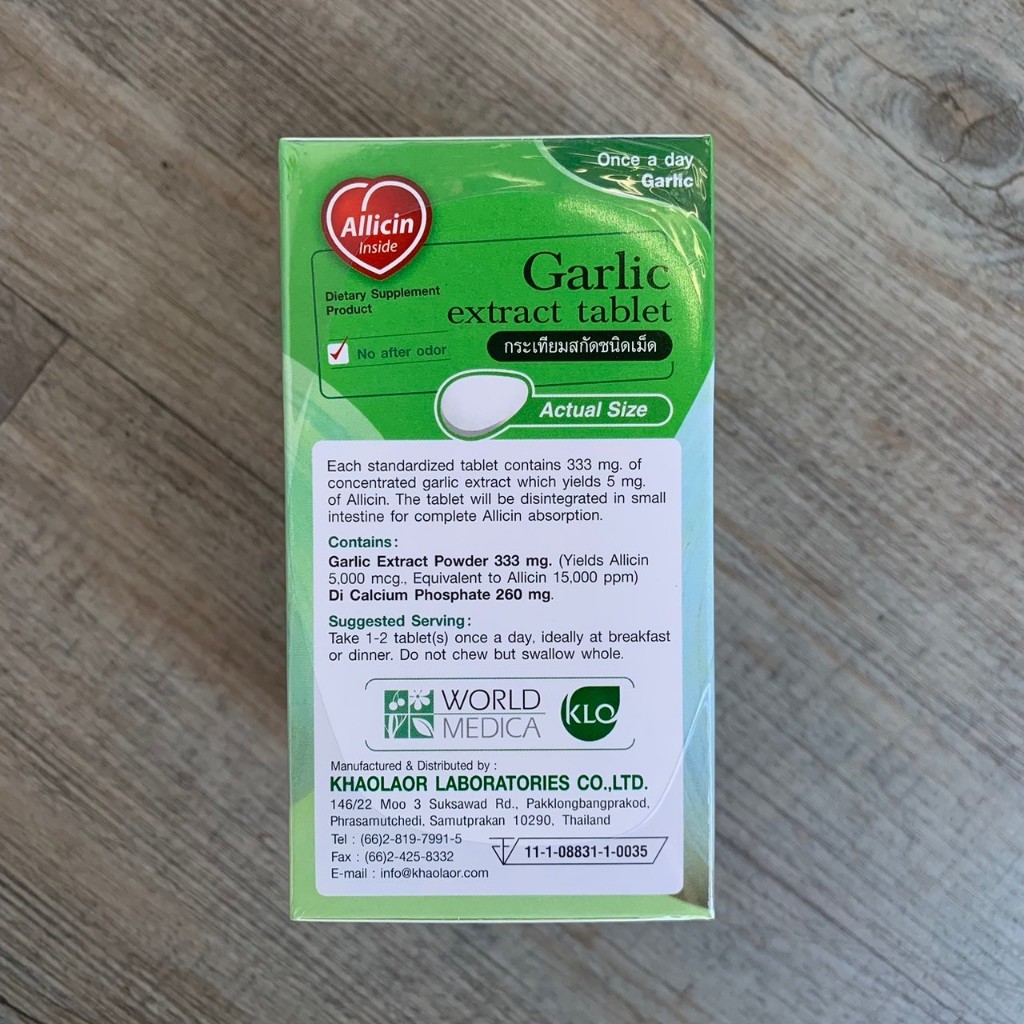 Once a day
Garlic
Allicin
Inside
Garlic
extract tablet
Dietary Supplement
Product
กระเทียมสกัดชนิดเม็ด
No after odor
Actual Size
Each standardized tablet contains 333 mg. of
concentrated garlic extract which yields 5 mg.
of Allicin. The tablet will be disintegrated in small
intestine for complete Allicin absorption.
Contains:
Garlic Extract Powder 333 mg. (Yields Allicin
5,000 mcg., Equivalent to Allicin 15,000 ppm)
Di Calcium Phosphate 260 mg.
Suggested Serving:
Take 1-2 tablet(s) once a day, ideally at breakfast
or dinner. Do not chew but swallow whole.
WORLD
MEDICA
KLO
Manufactured & Distributed by :
KHAOLAOR LABORATORIES CO.,LTD.
146/22 Moo 3 Suksawad Rd., Pakklongbangprakod,
Phrasamutchedi, Samutprakan 10290, Thailand
Tel : (66)2-819-7991-5
Fax : (66)2-425-8332
11-1-08831-1-0035
E-mail : info@khaolaor.com